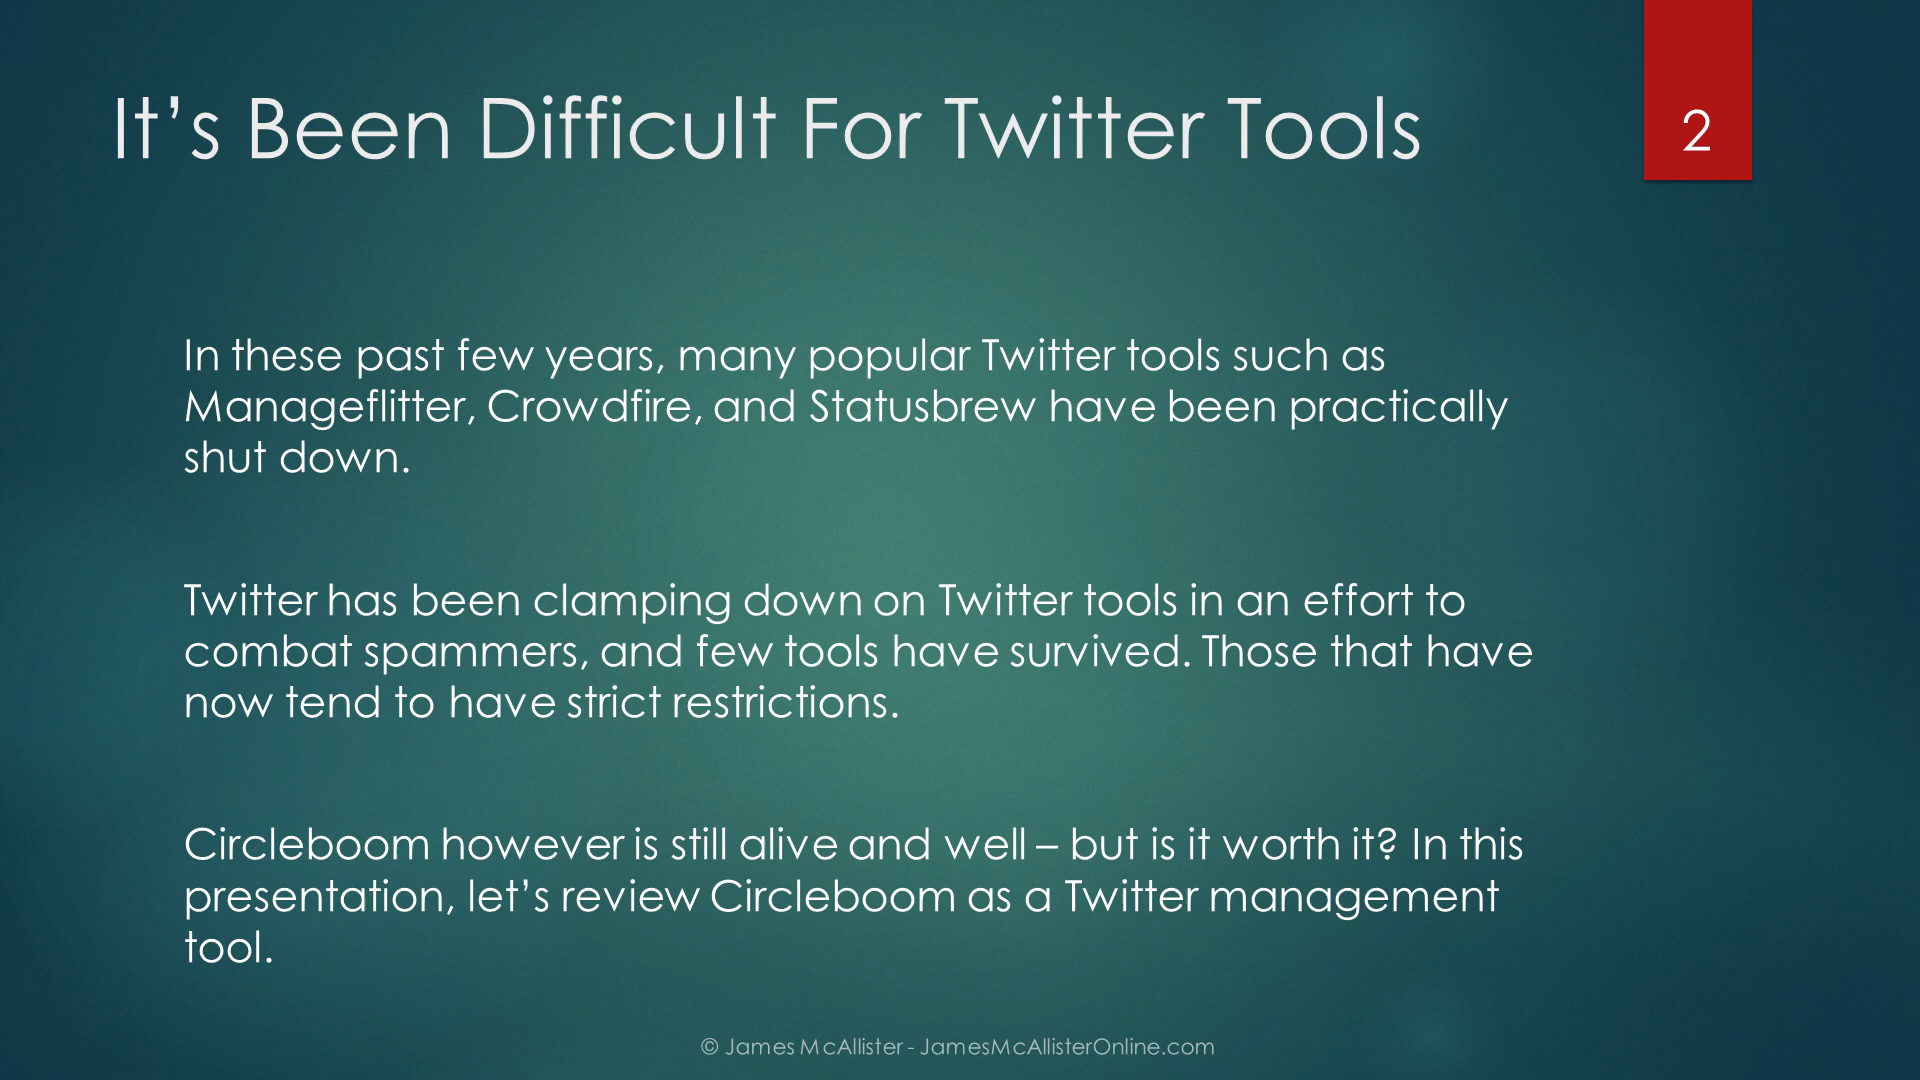 It’s Been Difficult For Twitter Tools
2
In these past few years, many popular Twitter tools such as
Manageflitter, Crowdfire, and Statusbrew have been practically
shut down.
Twitter has been clamping down on Twitter tools in an effort to
combat spammers, and few tools have survived. Those that have
now tend to have strict restrictions.
Circleboom however is still alive and well – but is it worth it? In this
presentation, let’s review Circleboom as a Twitter management
tool.
© James McAllister - JamesMcAllisterOnline.com